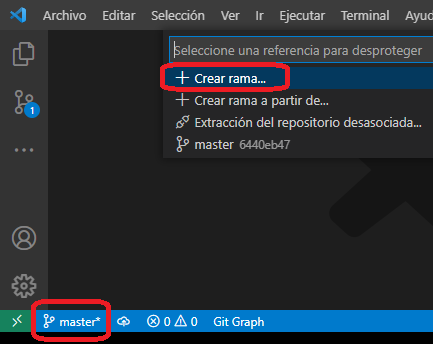 Archivo Editar Selección Ver Ir Ejecutar Terminal Ayuda
Seleccione una referencia para desproteger
Crear rama...
Crear rama a partir de...
Extracción del repositorio desasociada...
master 6440eb47
1
master* 0 0 Git Graph